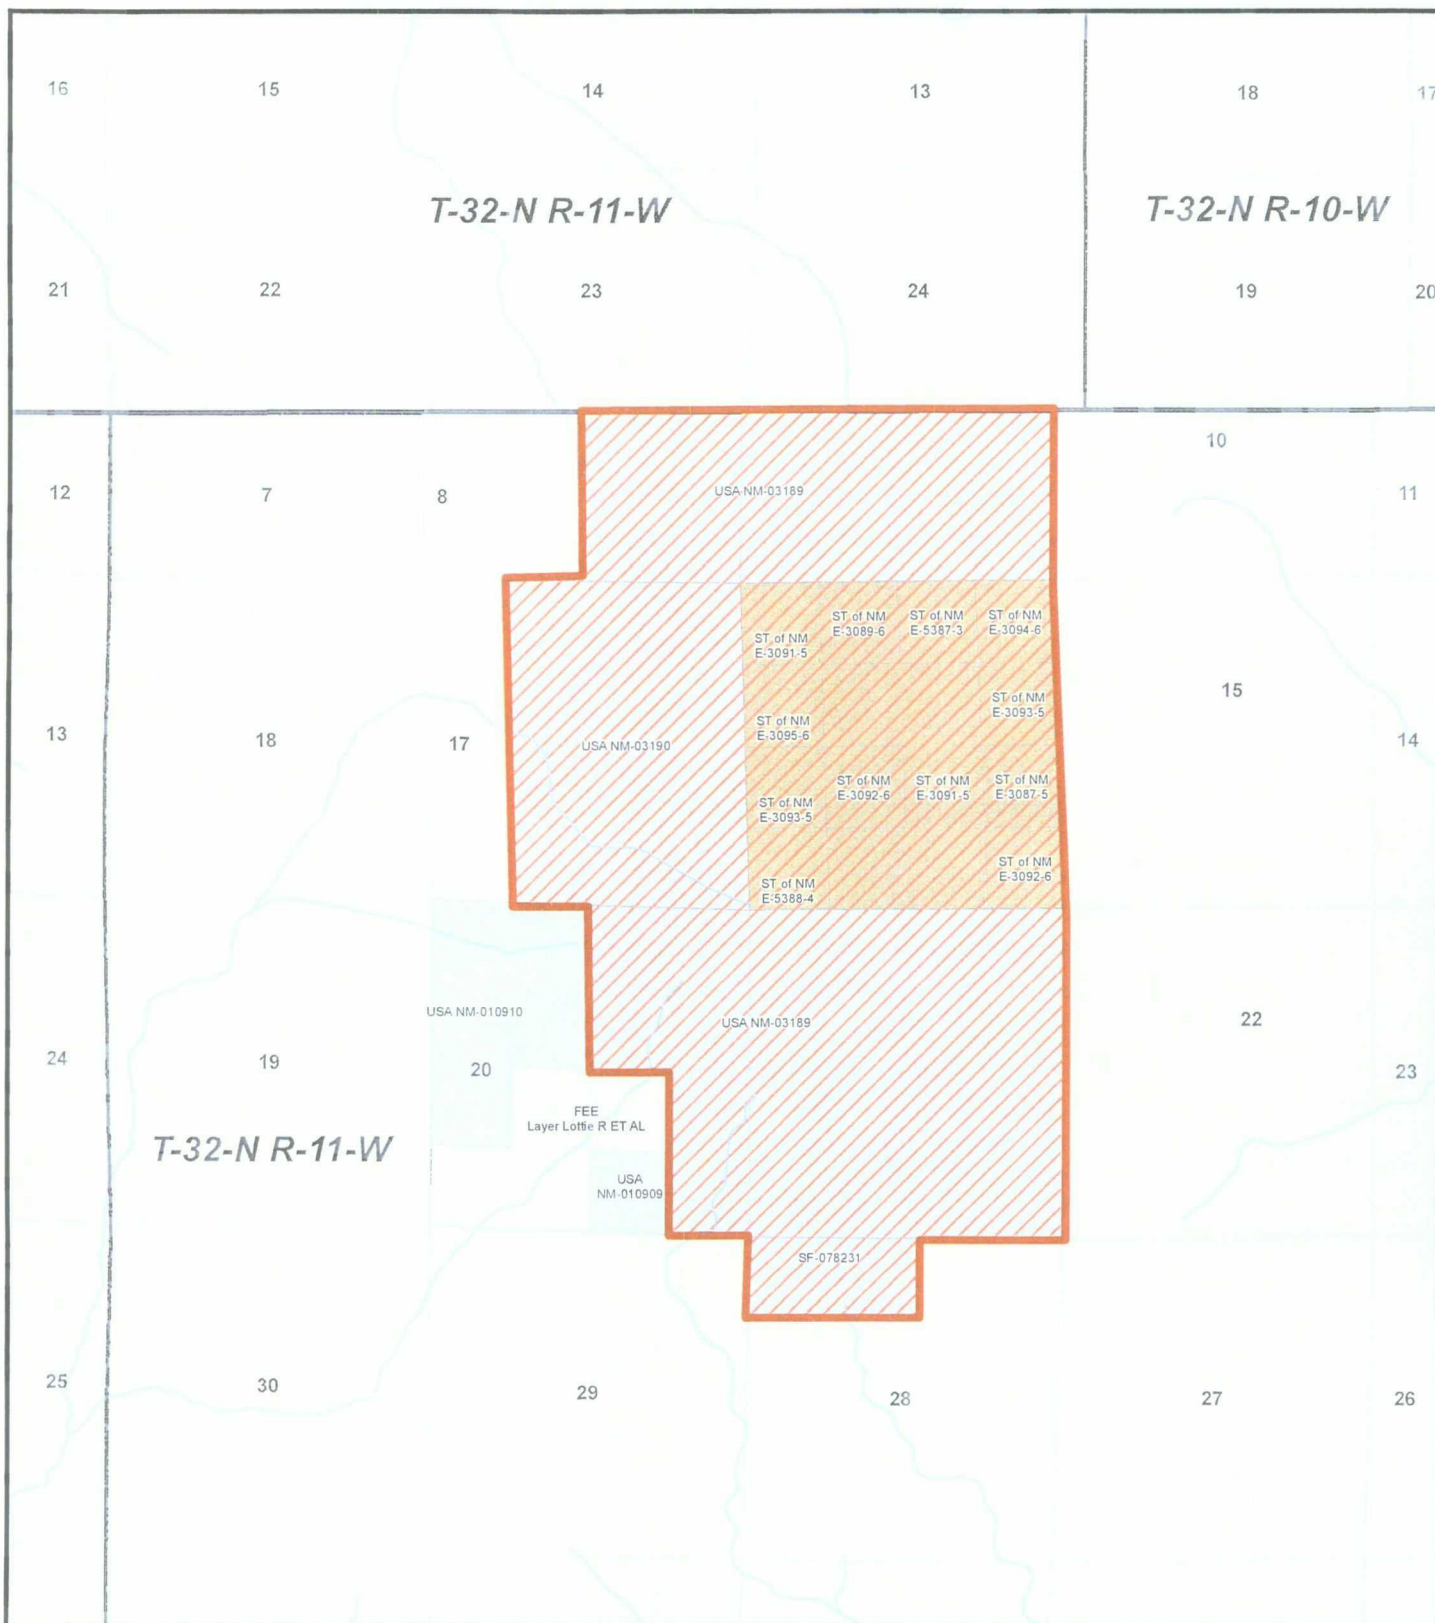 16
15
14
13
18
17
T-32-N R-11-W
T-32-N R-10-W
21
22
23
24
19
20
10
12
7
8
USA NM-03189
11
ST of NM
E-3091-5
ST of NM
E-3089-6
ST of NM
E-5387-3
ST of NM
E-3094-6
13
18
17
USA NM-03190
ST of NM
E-3095-6
ST of NM
E-3093-5
15
14
ST of NM
E-3093-5
ST of NM
E-3092-6
ST of NM
E-3091-5
ST of NM
E-3087-5
ST of NM
E-5388-4
ST of NM
E-3092-6
USA NM-010910
USA NM-03189
22
24
19
20
23
FEE
Layer Lottie R ET AL
T-32-N R-11-W
USA
NM-010909
SF-078231
25
30
29
28
27
26